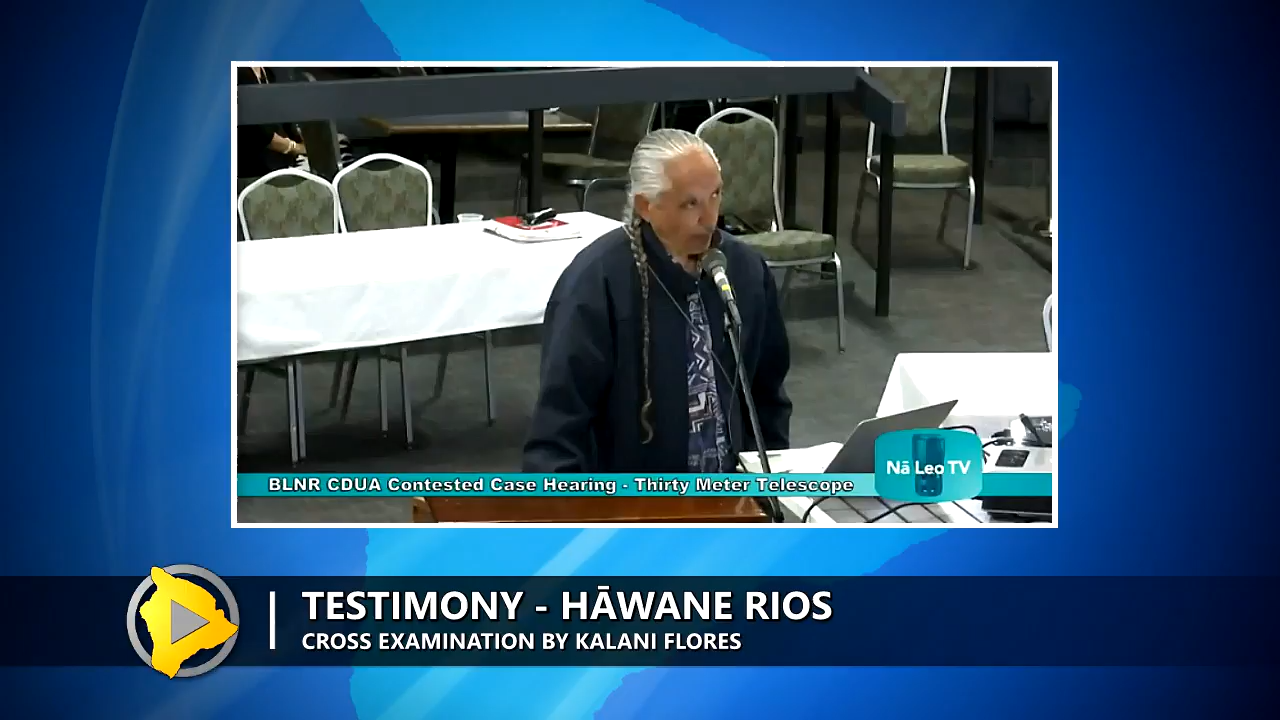 BLNR CDUA Contested Case Hearing - Thirty Meter Telescope
Nā Leo TV
TESTIMONY - HĀWANE RIOS
CROSS EXAMINATION BY KALANI FLORES